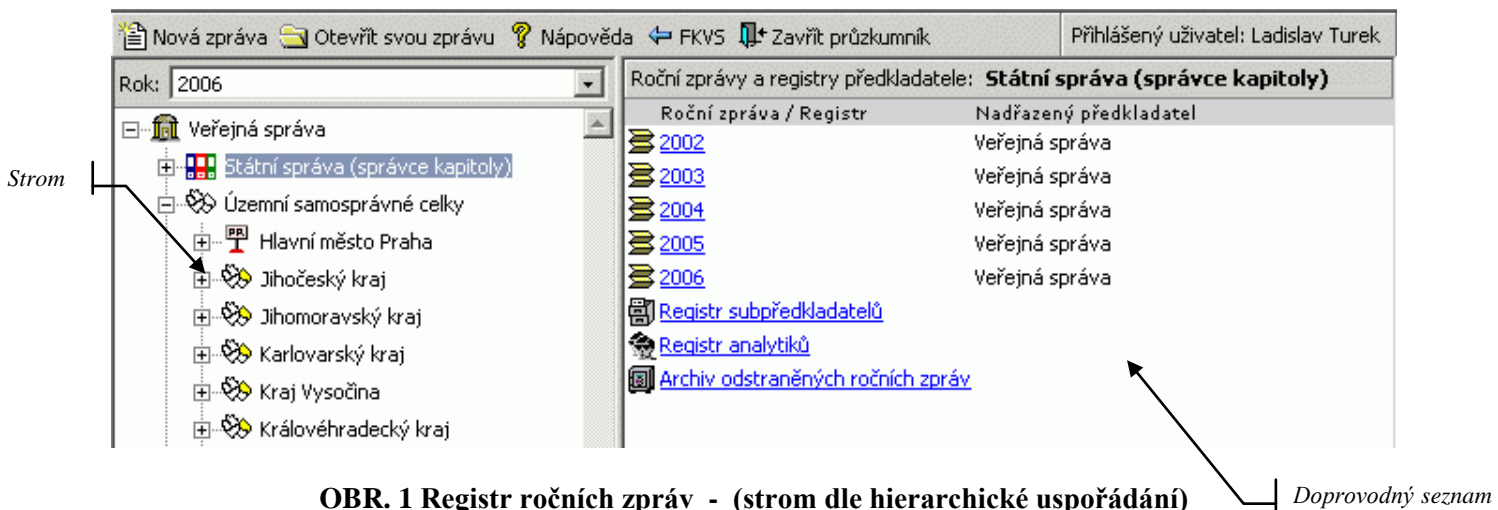 Nová zpráva Otevřít svou zprávu Nápověda FKVS Zavřít průzkumník Přihlášený uživatel: Ladislav Turek
Rok: 2006
Veřejná správa
Státní správa (správce kapitoly)
Územní samosprávné celky
PR.
Hlavní město Praha
Jihočeský kraj
Jihomoravský kraj
Karlovarský kraj
Kraj Vysočina
Královéhradecký kraj
Roční zprávy a registry předkladatele: Státní správa (správce kapitoly)
Roční zpráva / Registr Nadřazený předkladatel
2002 Veřejná správa
2003 Veřejná správa
2004 Veřejná správa
2005 Veřejná správa
2006 Veřejná správa
Registr subpředkladatelů
Registr analytiků
Archiv odstraněných ročních zpráv
Strom
Doprovodný seznam
OBR. 1 Registr ročních zpráv - (strom dle hierarchické uspořádání)